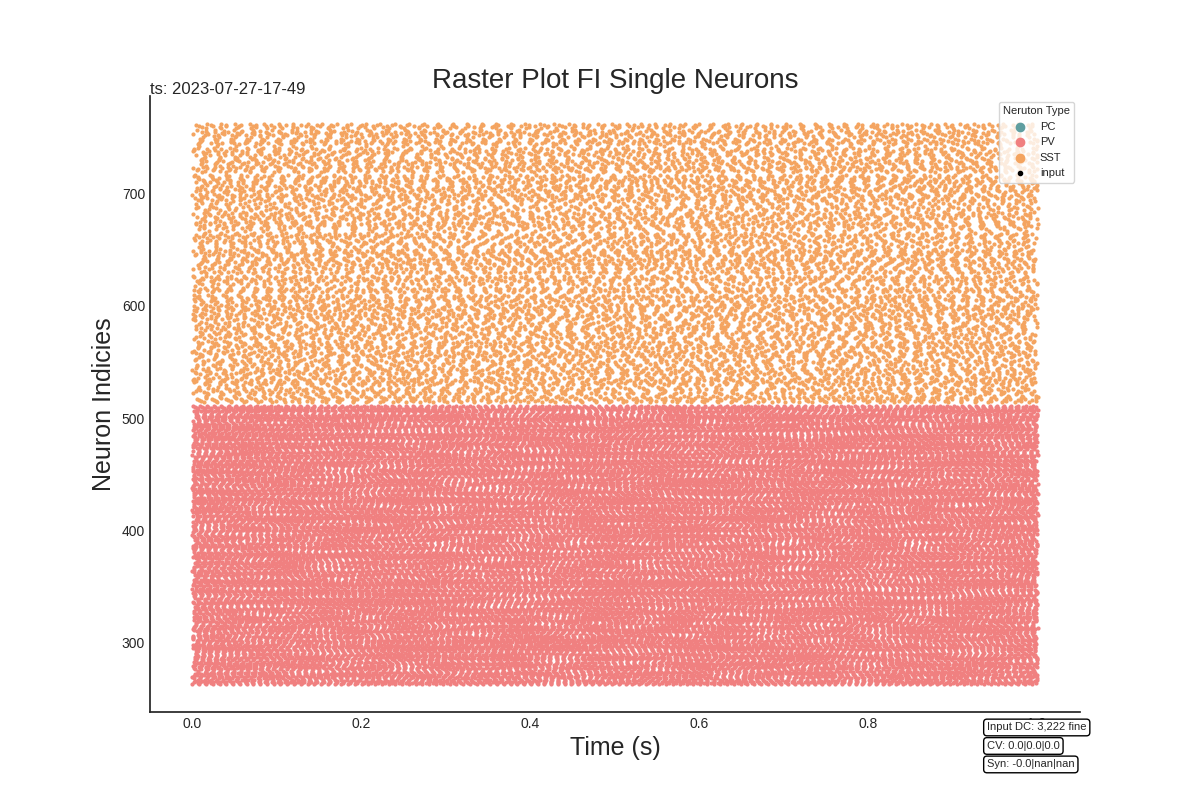 Raster Plot FI Single Neurons
ts: 2023-07-27-17-49
Neruton Type
PC
PV
SST
input
700
600
500
400
300
Neuron Indicies
0.0 0.2 0.4 0.6 0.8
Time (s)
Input DC: 3,222 fine
CV: 0.0|0.0|0.0
Syn: -0.0|nan|nan